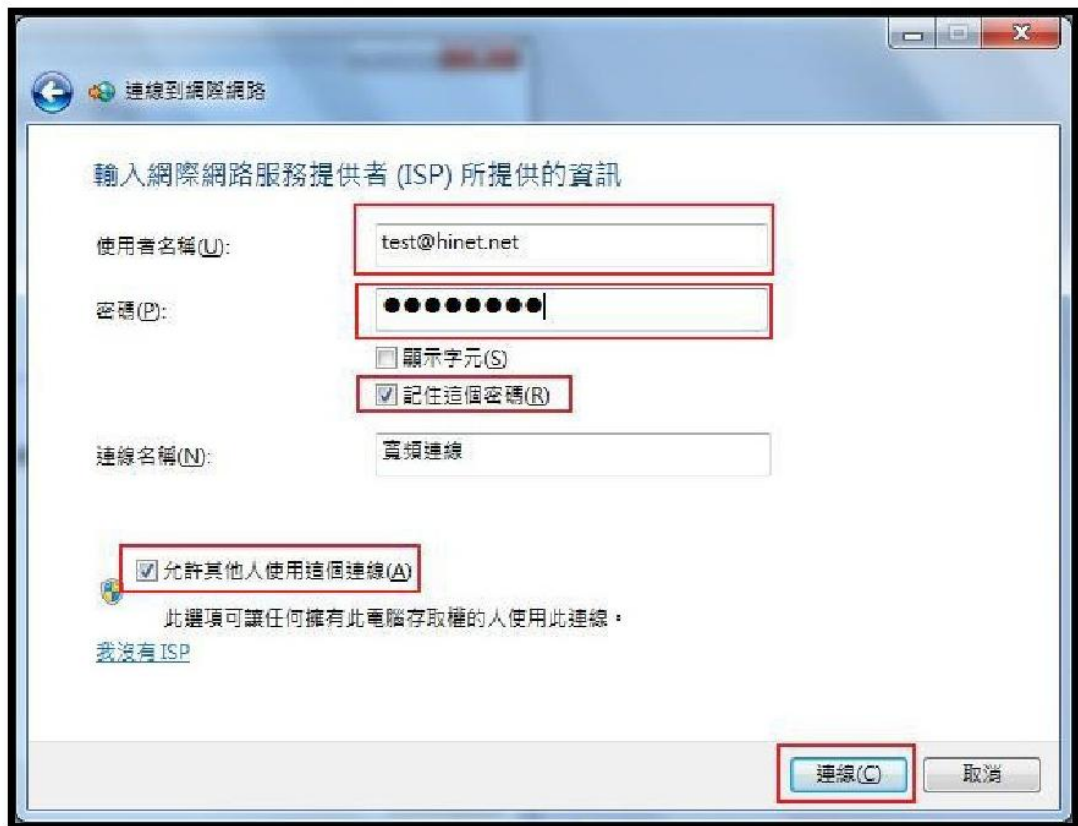 連線到網際網路
輸入網際網路服務提供者 (ISP) 所提供的資訊
使用者名稱(U): test@hinet.net
密碼(P): ●●●●●●●●
顯示字元(S)
記住這個密碼(R)
連線名稱(N): 寬頻連線
允許其他人使用這個連線(A)
此選項可讓任何擁有此電腦存取權的人使用此連線。
我沒有 ISP
連線(C) 取消